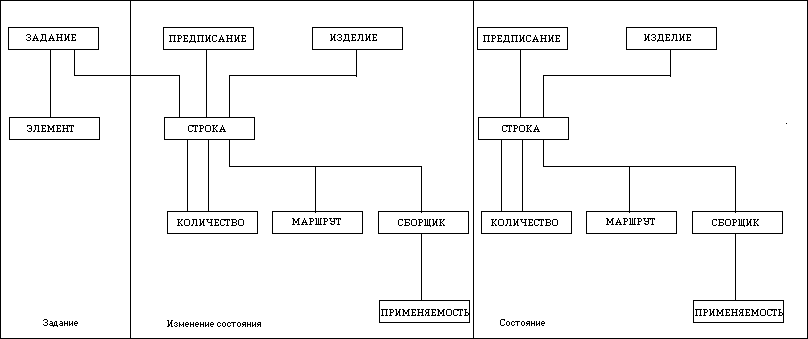 ЗАДАНИЕ
ПРЕДПИСАНИЕ
ИЗДЕЛИЕ
ПРЕДПИСАНИЕ
ИЗДЕЛИЕ
ЭЛЕМЕНТ
СТРОКА
СТРОКА
КОЛИЧЕСТВО
МАРШРУТ
СБОРЩИК
КОЛИЧЕСТВО
МАРШРУТ
СБОРЩИК
ПРИМЕНЯЕМОСТЬ
ПРИМЕНЯЕМОСТЬ
Задание
Изменение состояния
Состояние